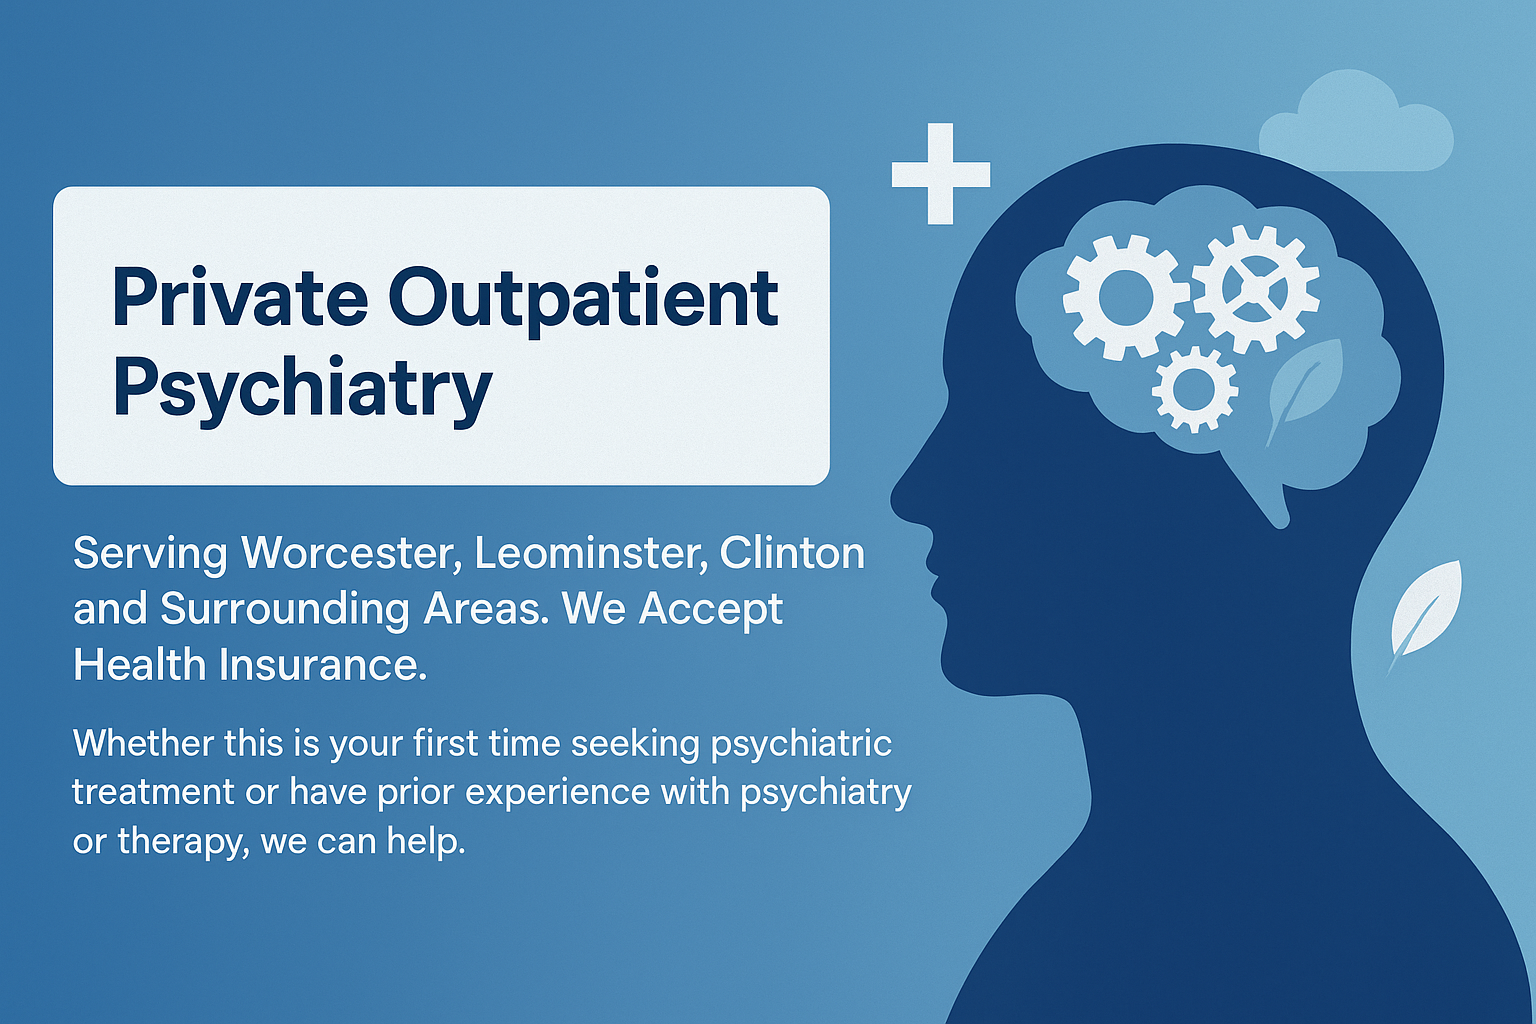 Private Outpatient
Psychiatry
Serving Worcester, Leominster, Clinton
and Surrounding Areas. We Accept
Health Insurance.
Whether this is your first time seeking psychiatric
treatment or have prior experience with psychiatry
or therapy, we can help.